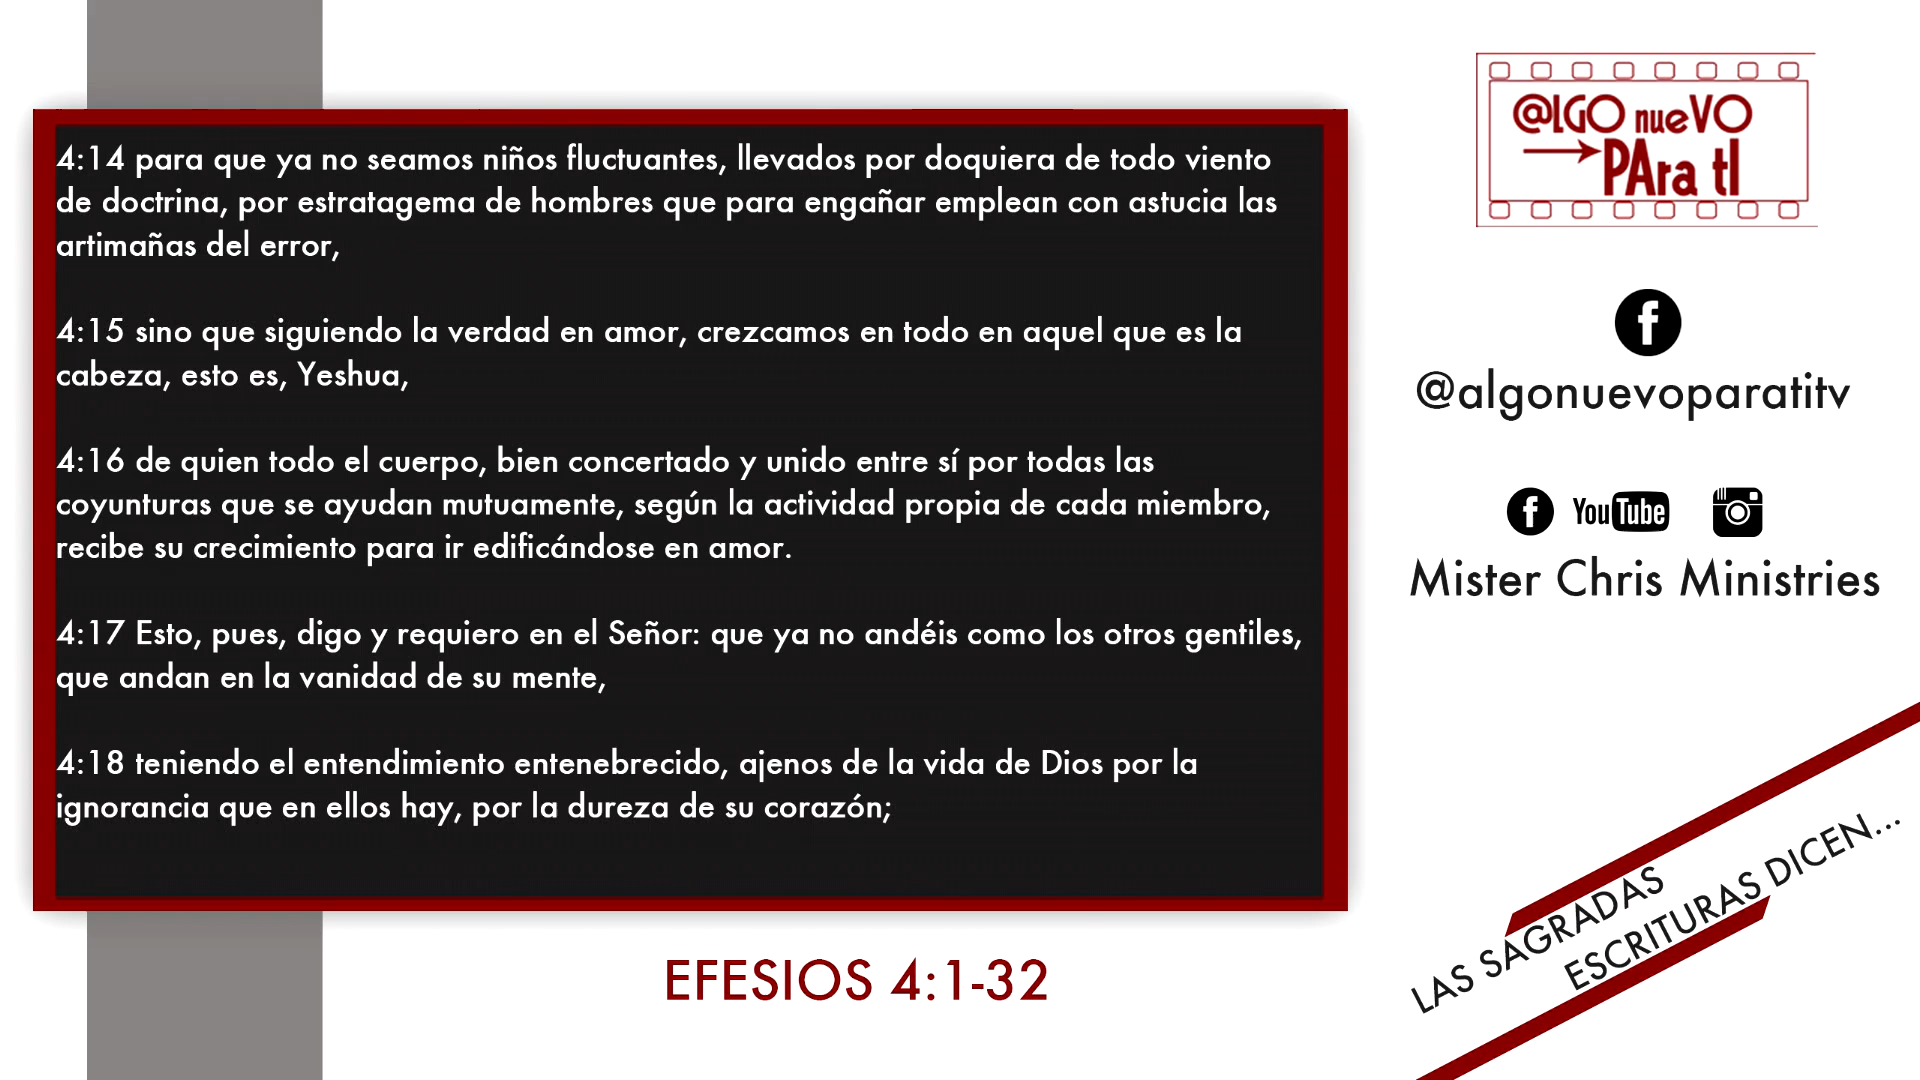 4:14 para que ya no seamos niños fluctuantes, llevados por doquiera de todo viento
de doctrina, por estratagema de hombres que para engañar emplean con astucia las
artimañas del error,
4:15 sino que siguiendo la verdad en amor, crezcamos en todo en aquel que es la
cabeza, esto es, Yeshua,
4:16 de quien todo el cuerpo, bien concertado y unido entre sí por todas las
coyunturas que se ayudan mutuamente, según la actividad propia de cada miembro,
recibe su crecimiento para ir edificándose en amor.
4:17 Esto, pues, digo y requiero en el Señor: que ya no andéis como los otros gentiles,
que andan en la vanidad de su mente,
4:18 teniendo el entendimiento entenebrecido, ajenos de la vida de Dios por la
ignorancia que en ellos hay, por la dureza de su corazón;
EFESIOS 4:1-32
@LGO nueVO
PAra tI
@algonuevoparatitv
YouTube
Mister Chris Ministries
LAS SAGRADAS
ESCRITURAS DICEN...